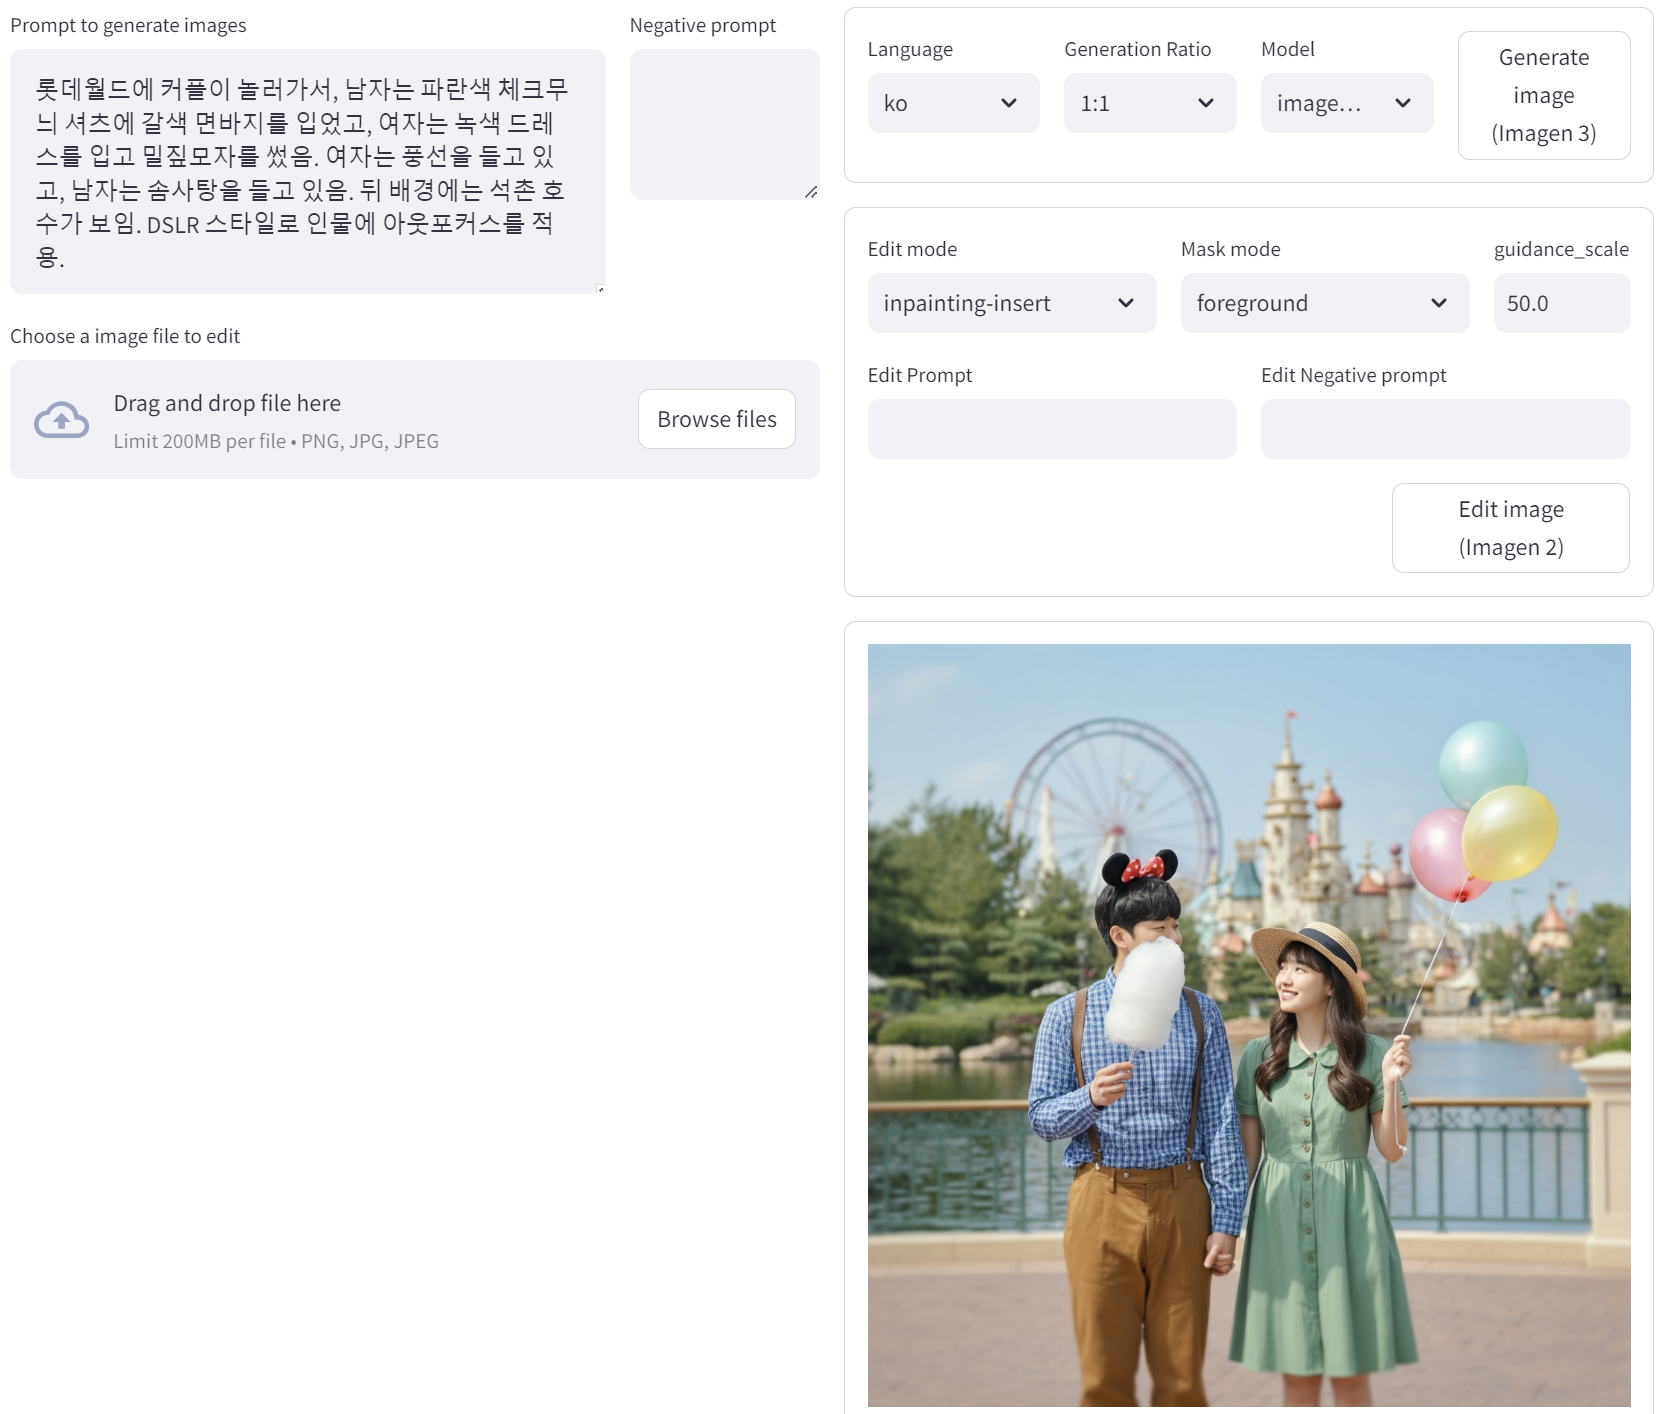 Prompt to generate images
롯데월드에 커플이 놀러가서, 남자는 파란색 체크무
늬 셔츠에 갈색 면바지를 입었고, 여자는 녹색 드레
스를 입고 밀짚모자를 썼음. 여자는 풍선을 들고 있
고, 남자는 솜사탕을 들고 있음. 뒤 배경에는 석촌 호
수가 보임. DSLR 스타일로 인물에 아웃포커스를 적
용.
Negative prompt
Choose a image file to edit
Drag and drop file here
Limit 200MB per file • PNG, JPG, JPEG
Browse files
Language
ko
Generation Ratio
1:1
Model
image...
Generate
image
(Imagen 3)
Edit mode
inpainting-insert
Mask mode
foreground
guidance_scale
50.0
Edit Prompt
Edit Negative prompt
Edit image
(Imagen 2)